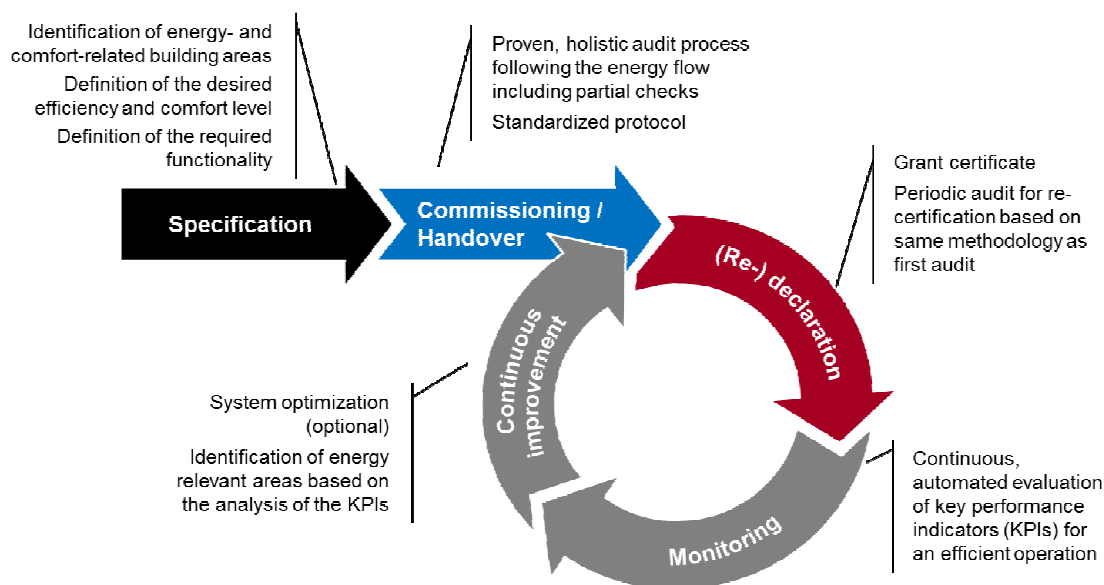 Identification of energy- and
comfort-related building areas
Definition of the desired
efficiency and comfort level
Definition of the required
functionality
Proven, holistic audit process
following the energy flow
including partial checks
Standardized protocol
Specification
Commissioning /
Handover
Grant certificate
Periodic audit for re-
certification based on
same methodology as
first audit
(Re-) declaration
Continuous
improvement
System optimization
(optional)
Identification of energy
relevant areas based on
the analysis of the KPIs
Monitoring
Continuous,
automated evaluation
of key performance
indicators (KPIs) for
an efficient operation